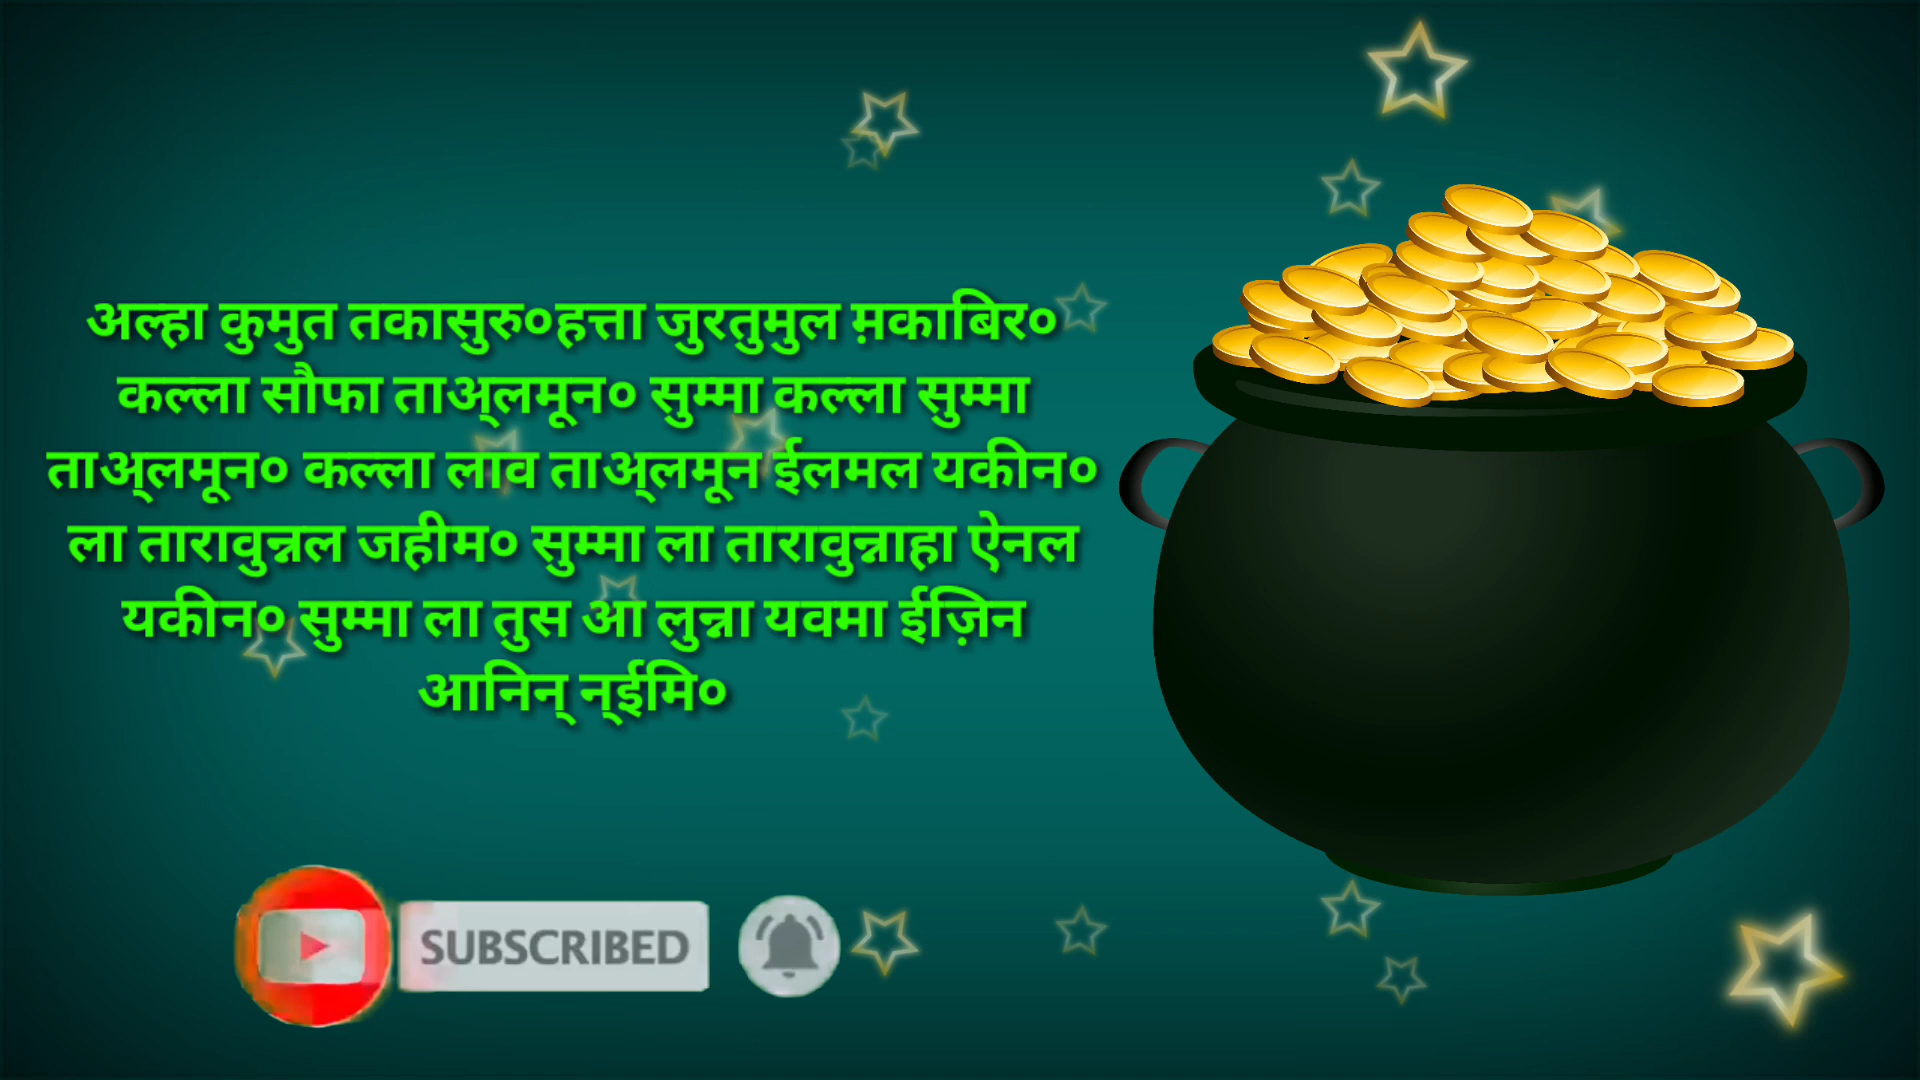 अल्हा कुमुत तकासुरु०हत्ता जुरतुमुल म़काबिर०
कल्ला सौफा ताअ्लमून० सुम्मा कल्ला सुम्मा
ताअ्लमून० कल्ला लाव ताअ्लमून ईलमल यकीन०
ला तारावुन्नल जहीम० सुम्मा ला तारावुन्नाहा ऐनल
यकीन० सुम्मा ला तुस आ लुन्ना यवमा ईज़िन
आनिन् न्ईमि०
SUBSCRIBED